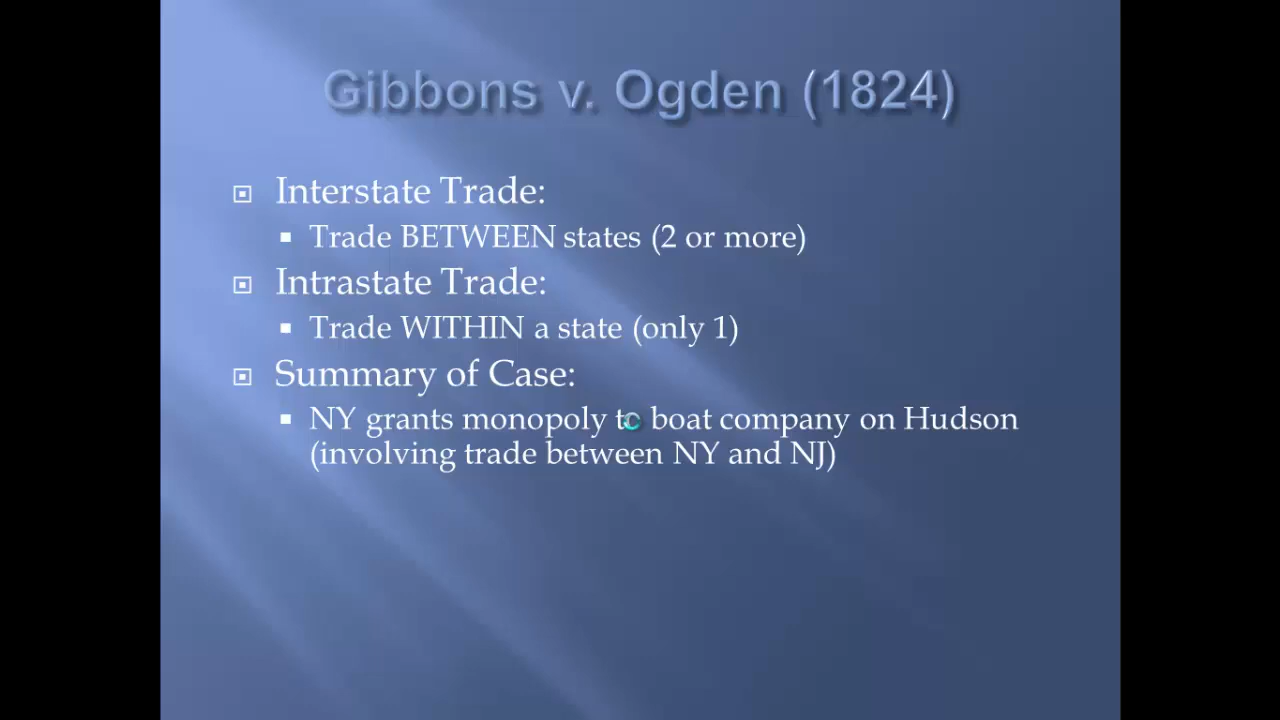 Gibbons v. Ogden (1824)
Interstate Trade:
Trade BETWEEN states (2 or more)
Intrastate Trade:
Trade WITHIN a state (only 1)
Summary of Case:
NY grants monopoly to boat company on Hudson
(involving trade between NY and NJ)